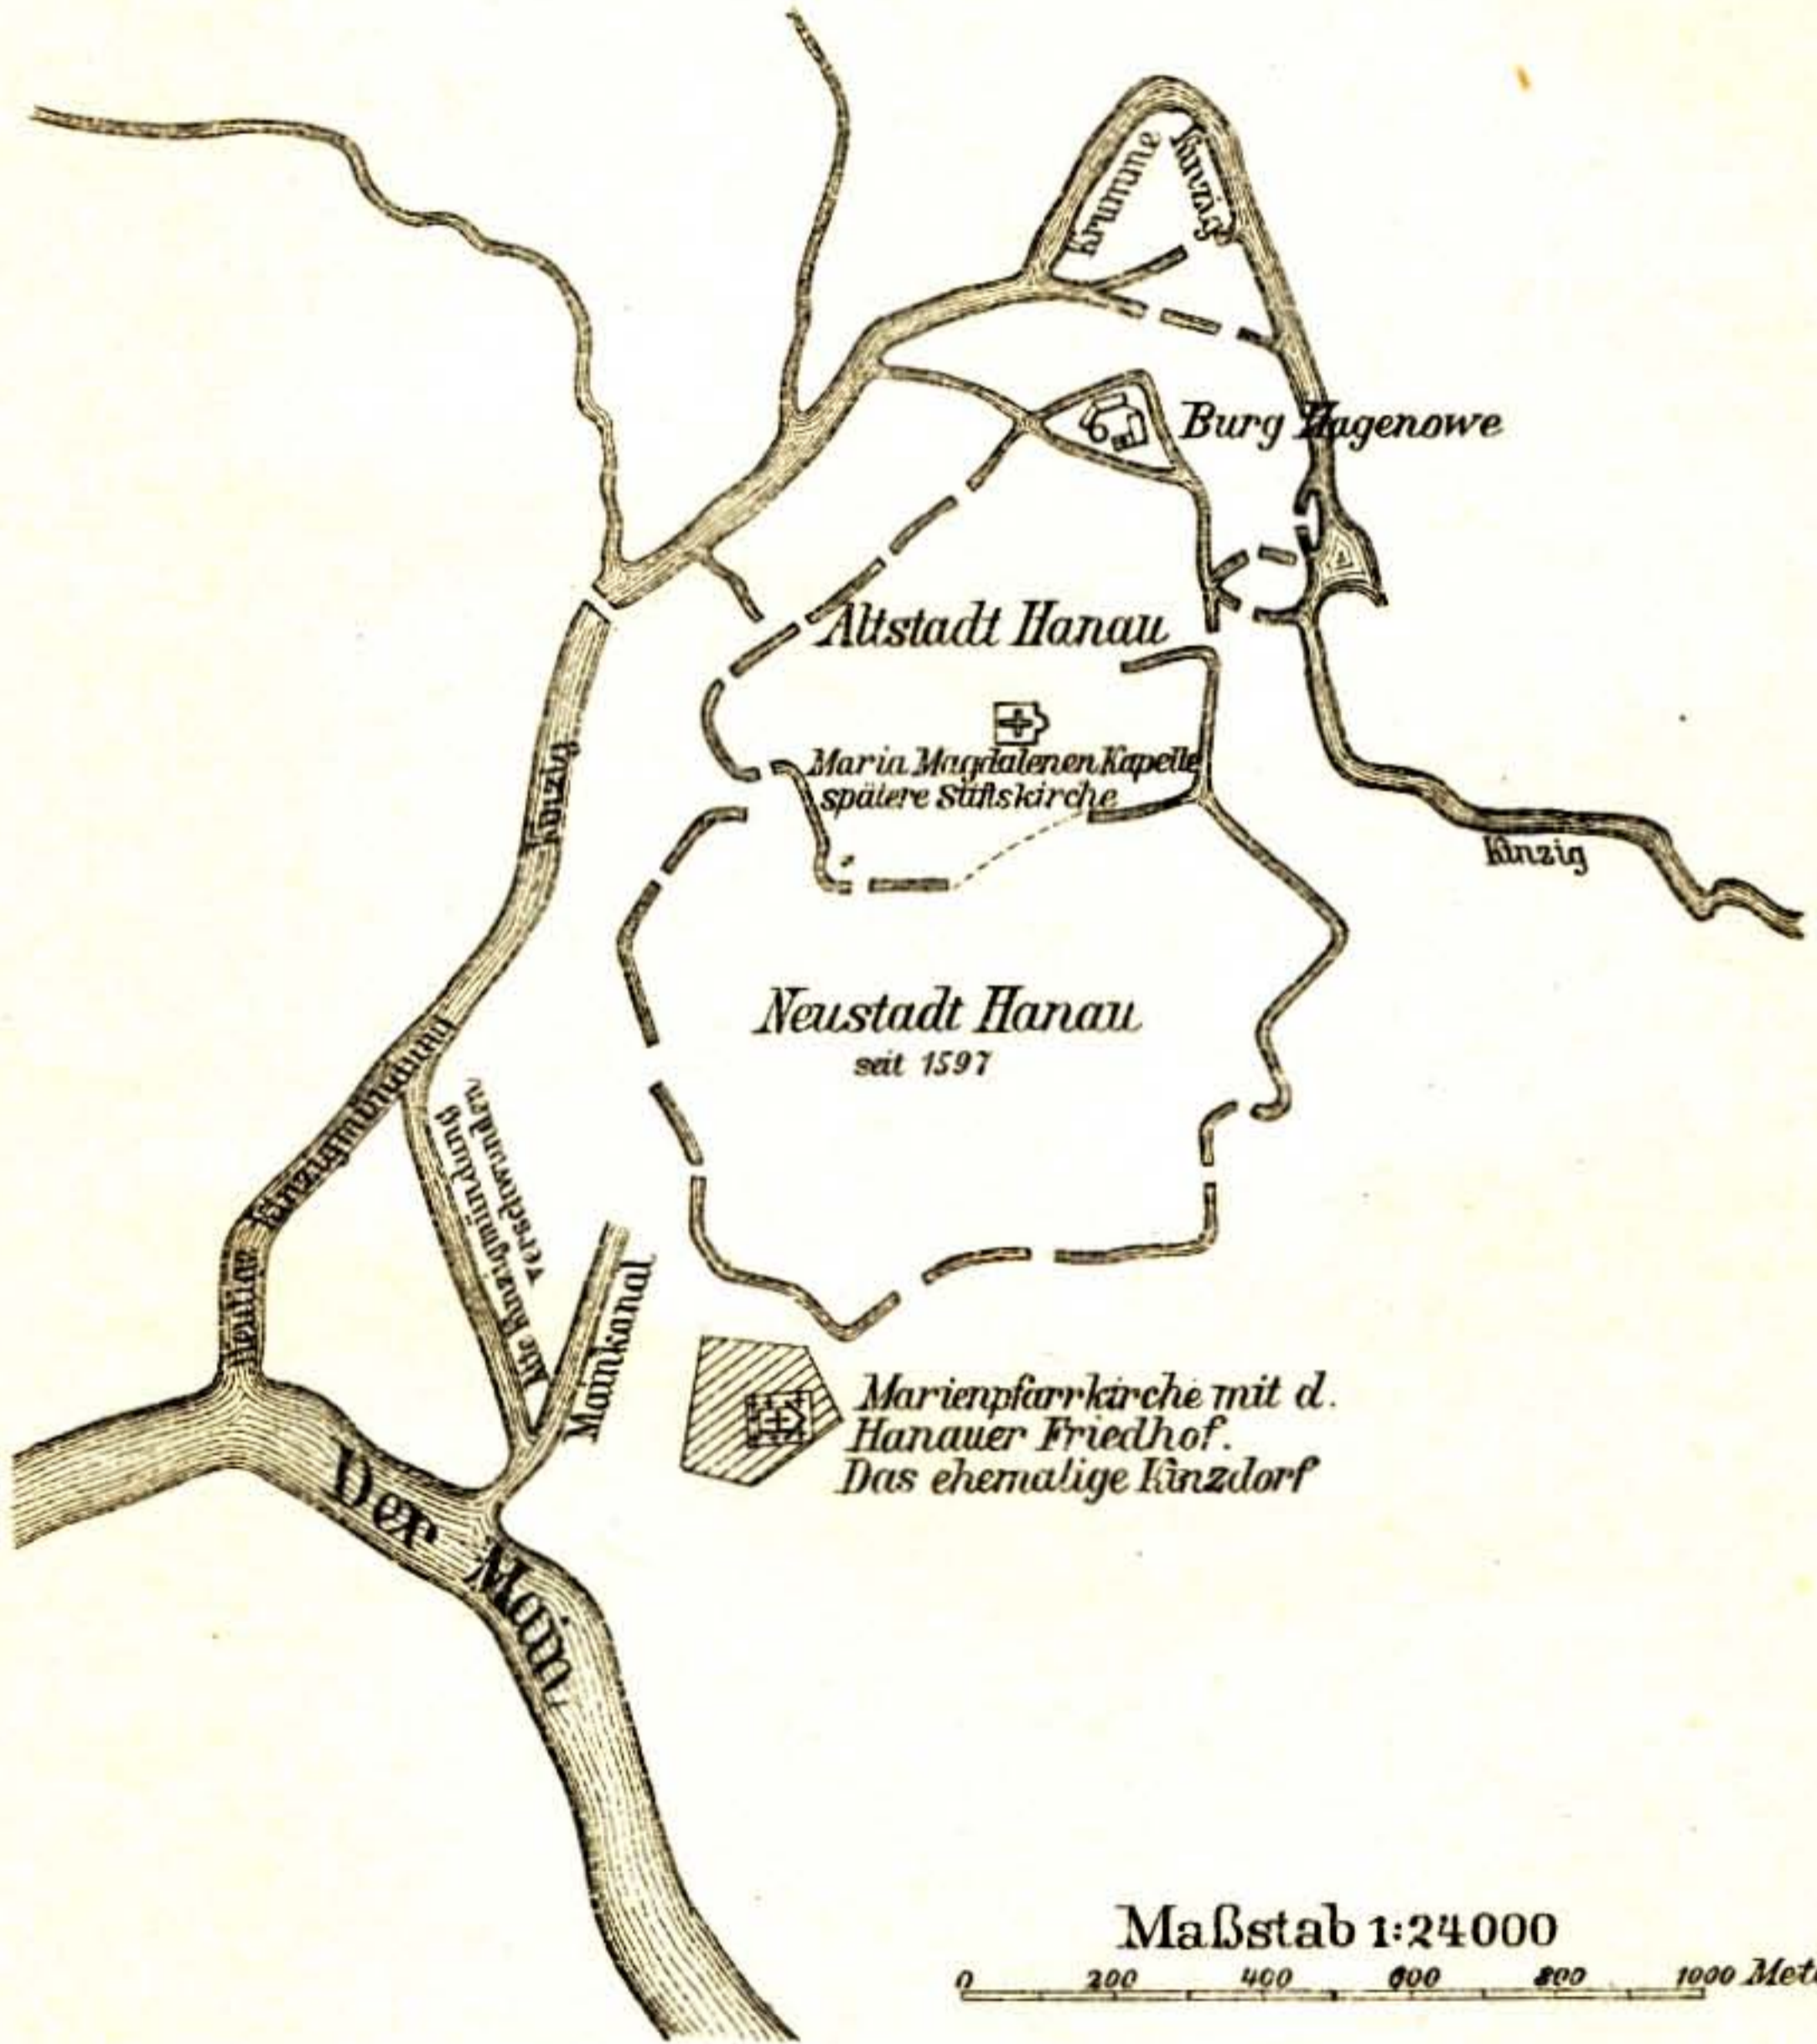 Krumme
Kinzig
Burg Hagenowe
Altstadt Hanau
Maria Magdalenen Kapelle
spätere Stiftskirche
Kinzig
Kinzig
Neustadt Hanau
seit 1597
Heutige Kinzigmündung
Alte Kinzigmündung
verschwunden
Mainkanal
Marienpfarrkirche mit d.
Hanauer Friedhof.
Das ehemalige Kinzdorf
Der Main
Maßstab 1:24000
0 200 400 600 800 1000 Mete